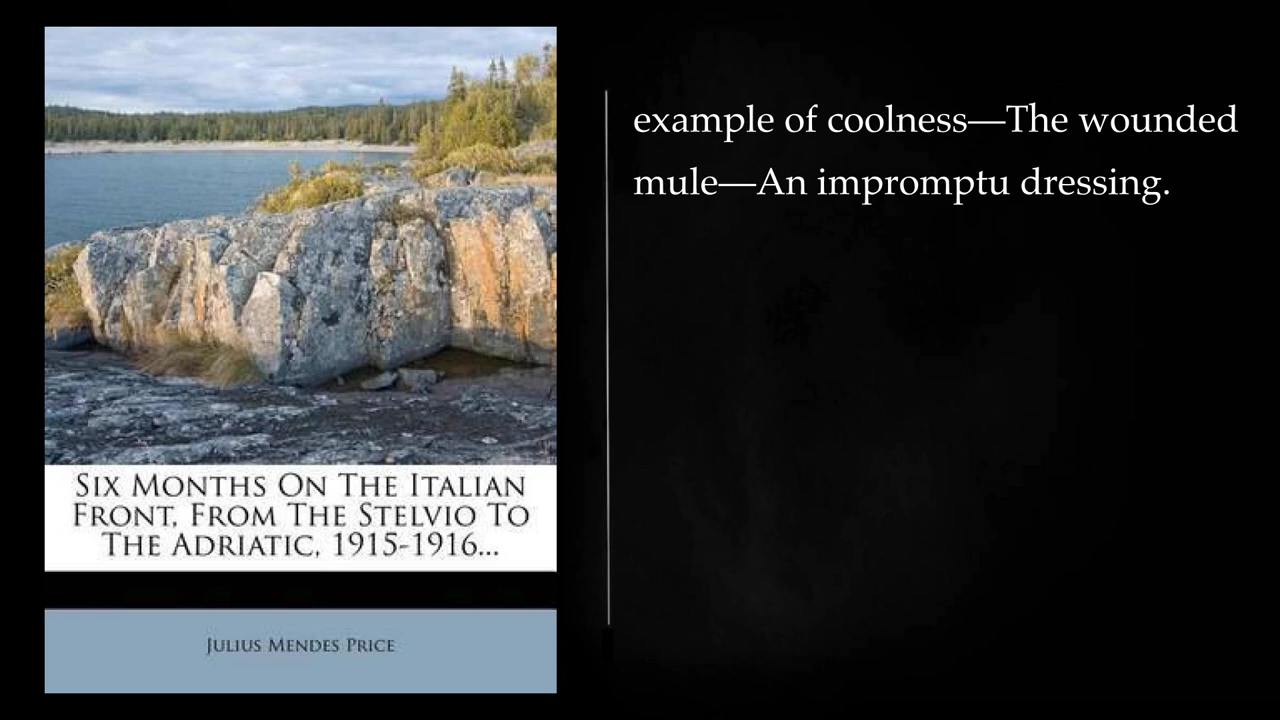 example of coolness—The wounded
mule—An impromptu dressing.
Six Months On The Italian
Front, From The Stelvio To
The Adriatic, 1915-1916...
Julius Mendes Price